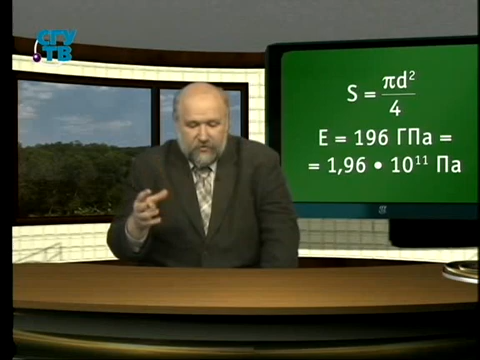 СГУ
ТВ
S = πd²/4
E = 196 ГПа =
= 1,96 • 10¹¹ Па